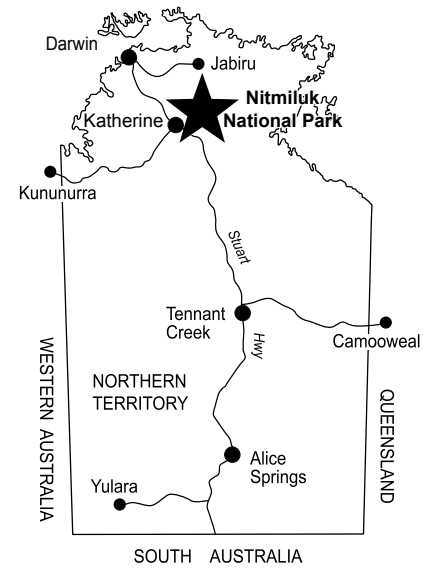 Darwin
Jabiru
Nitmiluk
National Park
Katherine
Kununurra
Stuart
Tennant
Creek
Hwy
Camooweal
NORTHERN
TERRITORY
WESTERN AUSTRALIA
QUEENSLAND
Alice
Springs
Yulara
SOUTH AUSTRALIA